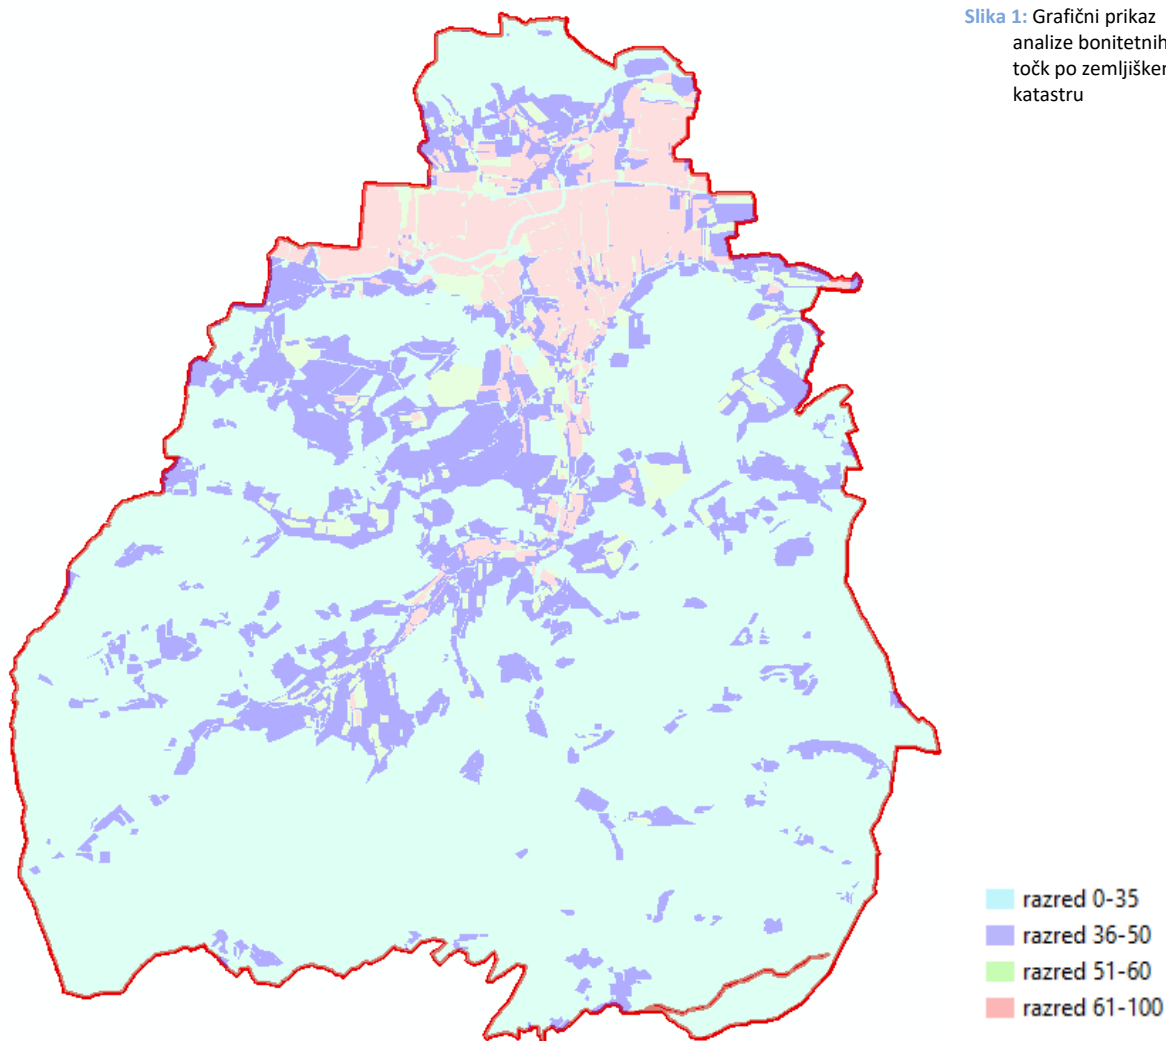 Slika 1: Grafični prikaz
analize bonitetnih
točk po zemljiškem
katastru
razred 0-35
razred 36-50
razred 51-60
razred 61-100